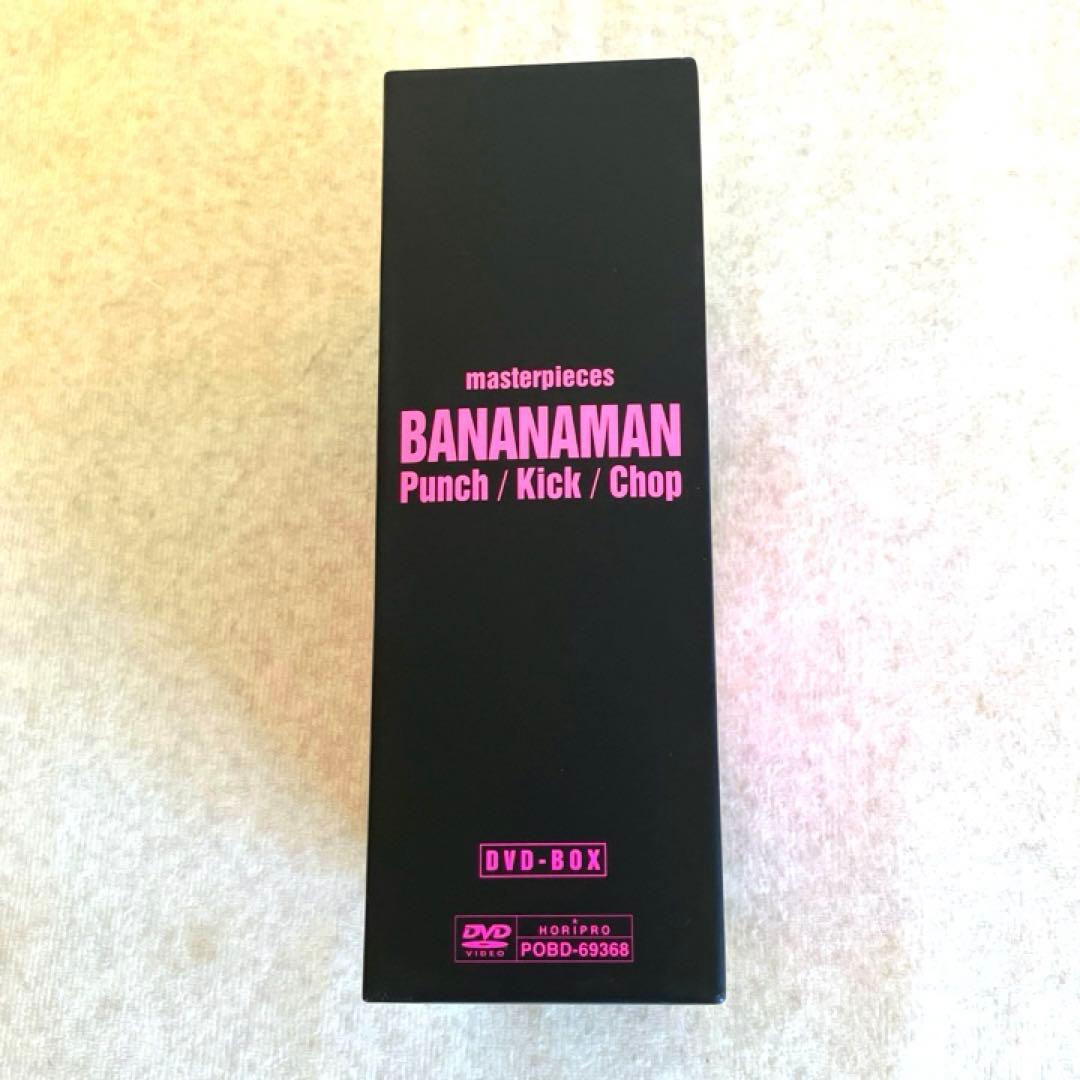 masterpieces
BANANAMAN
Punch / Kick / Chop
DVD-BOX
DVD
VIDEO
HORiPRO
POBD-69368